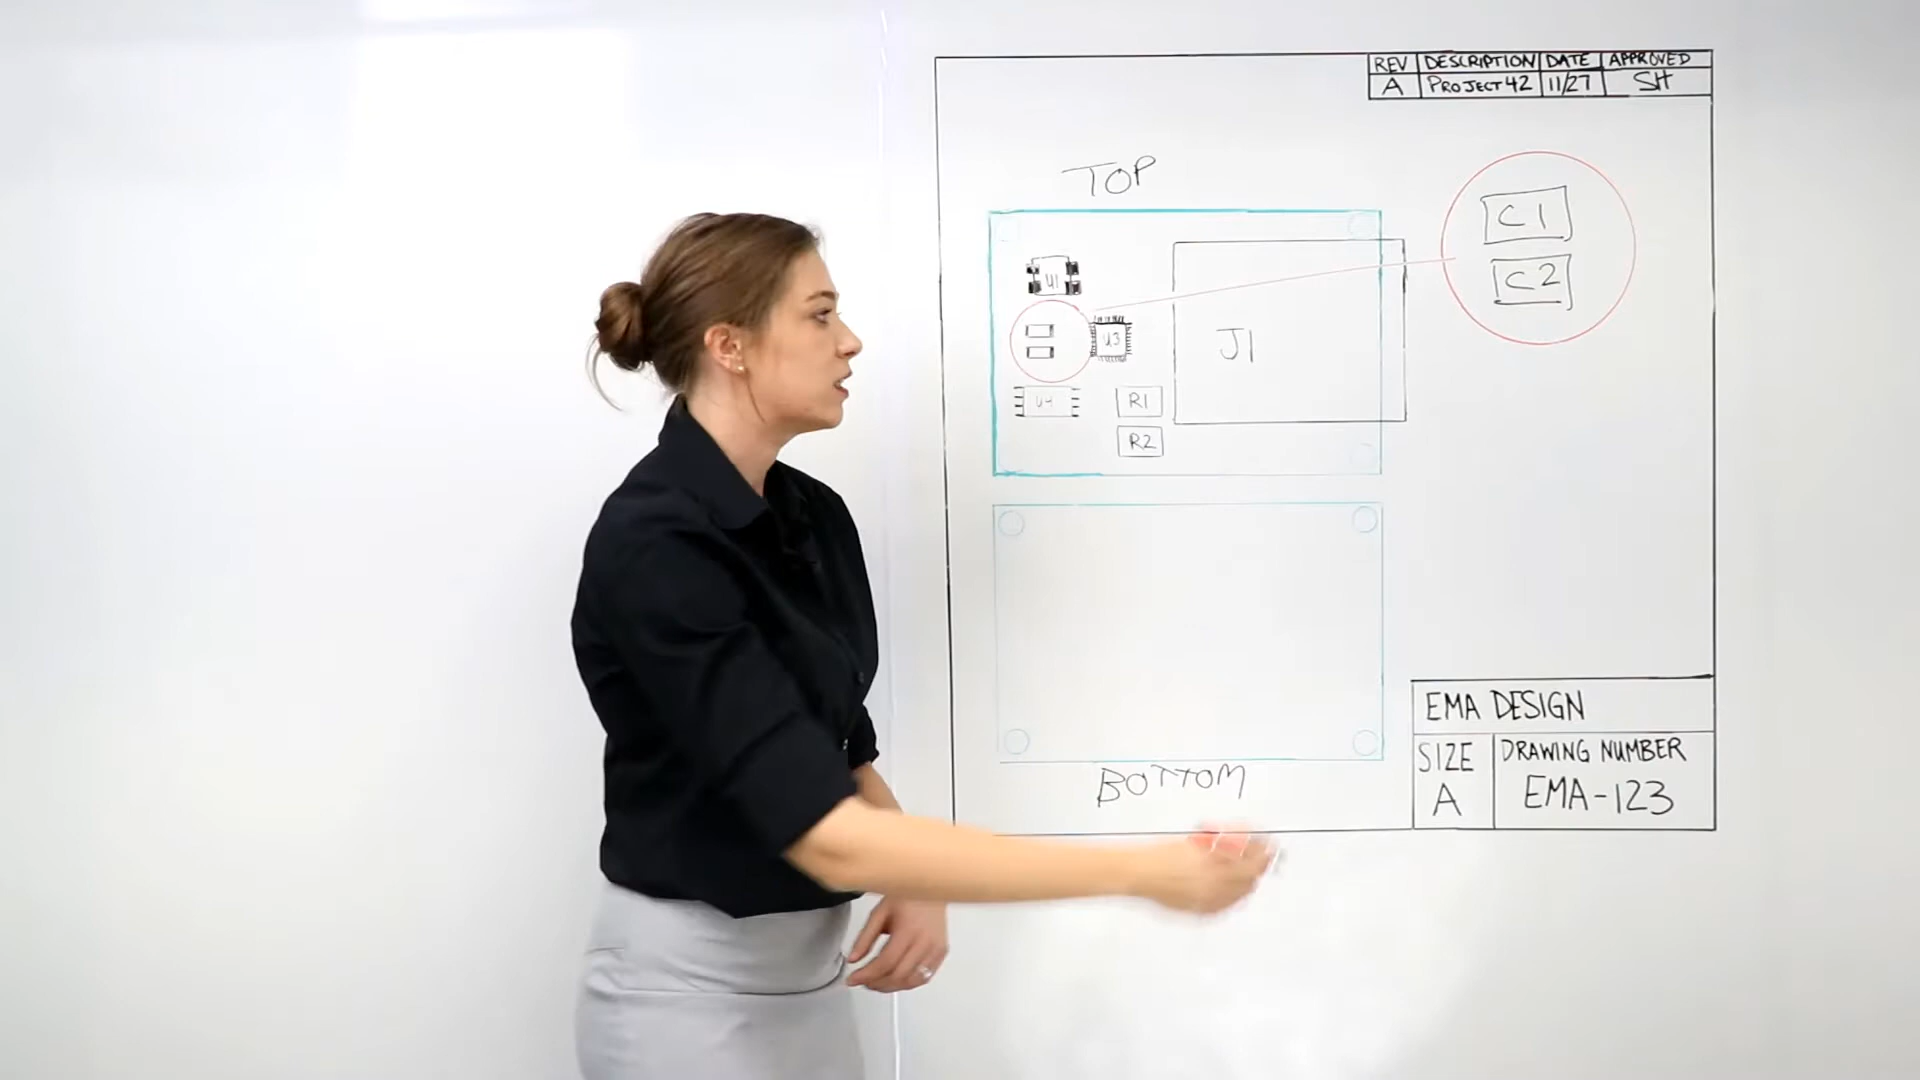 REV DESCRIPTION DATE APPROVED
A PROJECT 42 11/27 SH
TOP
C1
C2
U1
U3
J1
U4
R1
R2
BOTTOM
EMA DESIGN
SIZE DRAWING NUMBER
A EMA-123